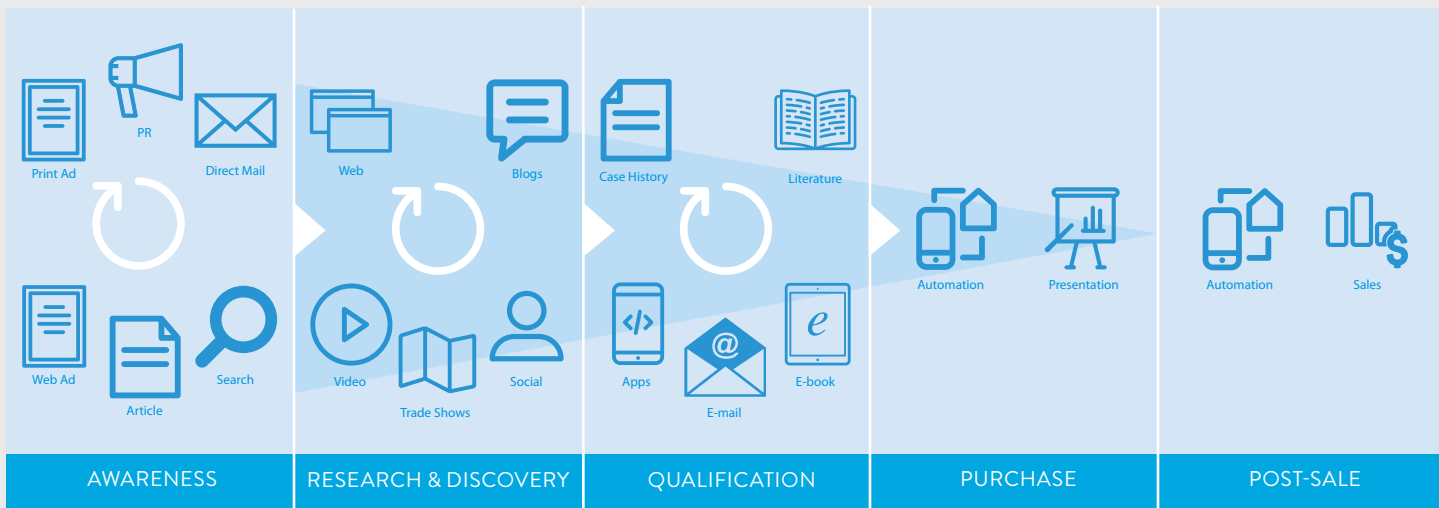 PR
Print Ad
Direct Mail
Web Ad
Search
Article
AWARENESS
Web
Blogs
Video
Social
Trade Shows
RESEARCH & DISCOVERY
Case History
Literature
</>
@
e
Apps
E-book
E-mail
QUALIFICATION
Automation
Presentation
PURCHASE
$
Automation
Sales
POST-SALE